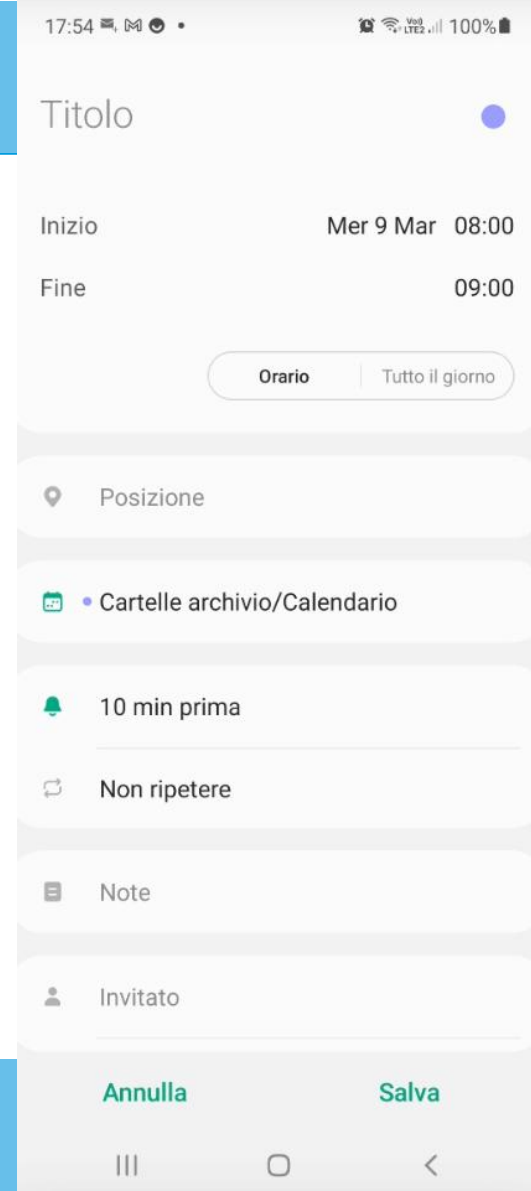 17:54 100%
Titolo
Inizio Mer 9 Mar 08:00
Fine 09:00
Orario Tutto il giorno
Posizione
Cartelle archivio/Calendario
10 min prima
Non ripetere
Note
Invitato
Annulla Salva